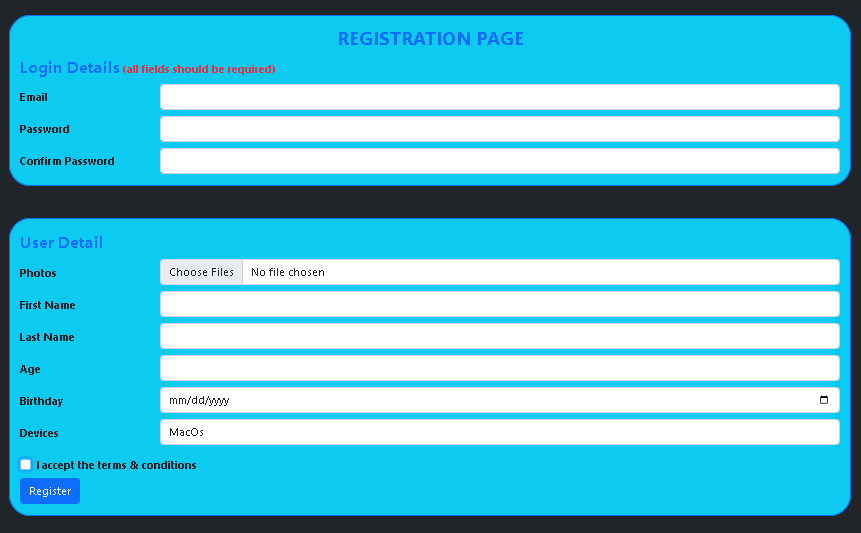 REGISTRATION PAGE
Login Details (all fields should be required)
Email
Password
Confirm Password
User Detail
Photos Choose Files No file chosen
First Name
Last Name
Age
Birthday mm/dd/yyyy
Devices MacOs
I accept the terms & conditions
Register